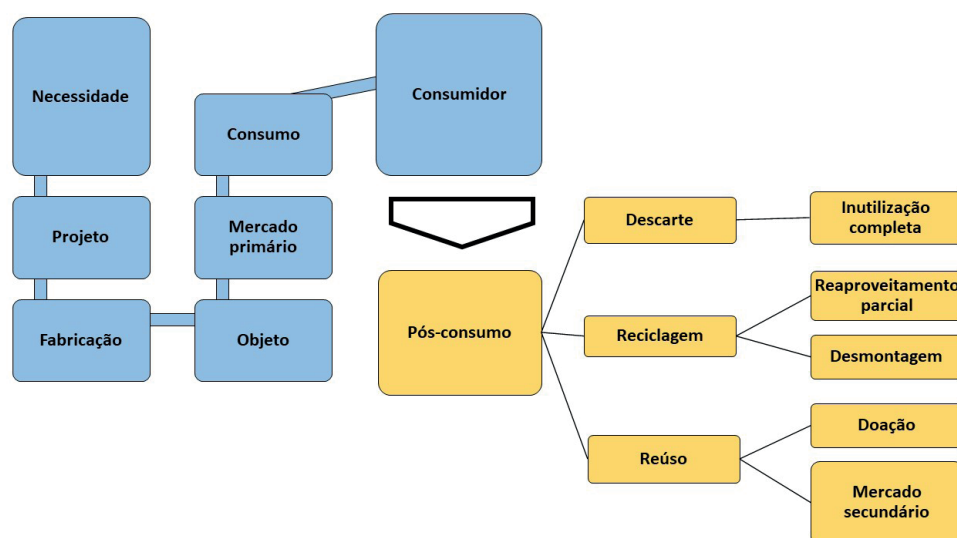 Necessidade
Projeto
Fabricação
Objeto
Mercado
primário
Consumo
Consumidor
Pós-consumo
Descarte
Inutilização
completa
Reciclagem
Reaproveitamento
parcial
Desmontagem
Reúso
Doação
Mercado
secundário